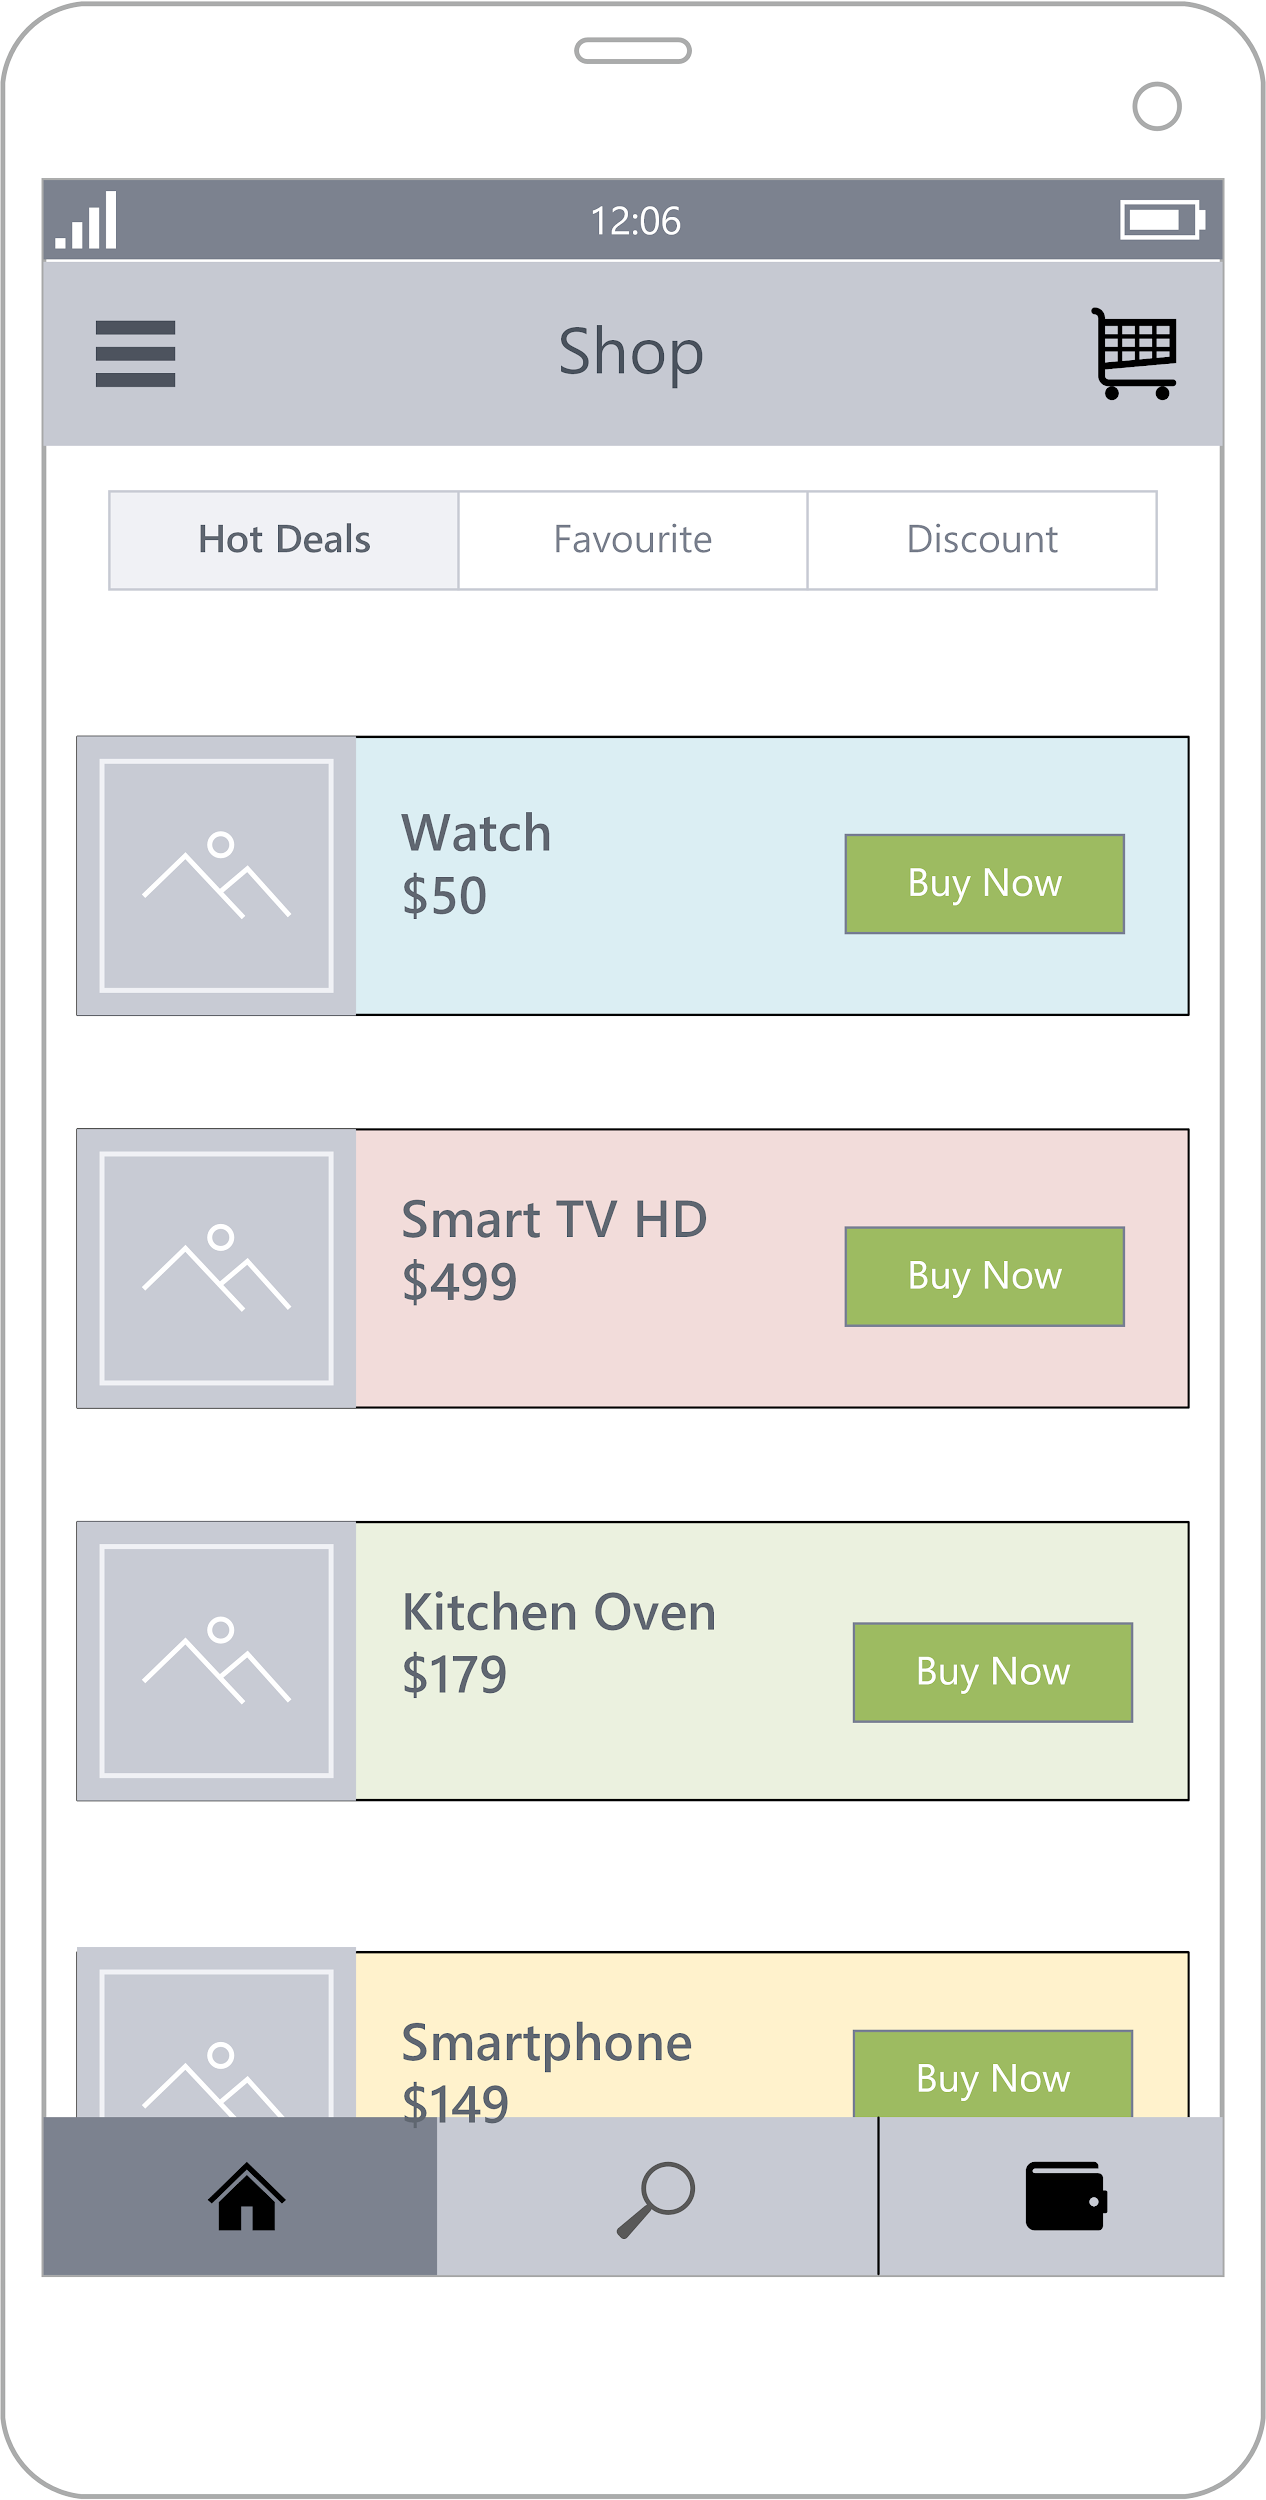 12:06
Shop
Hot Deals
Favourite
Discount
Watch
$50
Buy Now
Smart TV HD
$499
Buy Now
Kitchen Oven
$179
Buy Now
Smartphone
$149
Buy Now